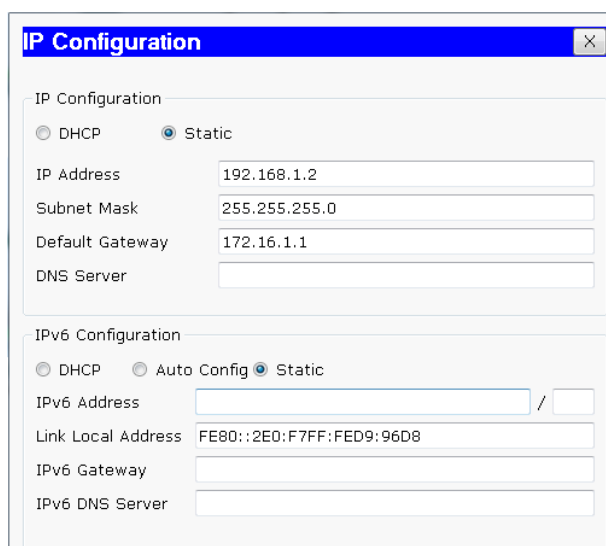 IP Configuration
X
IP Configuration
DHCP Static
IP Address 192.168.1.2
Subnet Mask 255.255.255.0
Default Gateway 172.16.1.1
DNS Server
IPv6 Configuration
DHCP Auto Config Static
IPv6 Address /
Link Local Address FE80::2E0:F7FF:FED9:96D8
IPv6 Gateway
IPv6 DNS Server